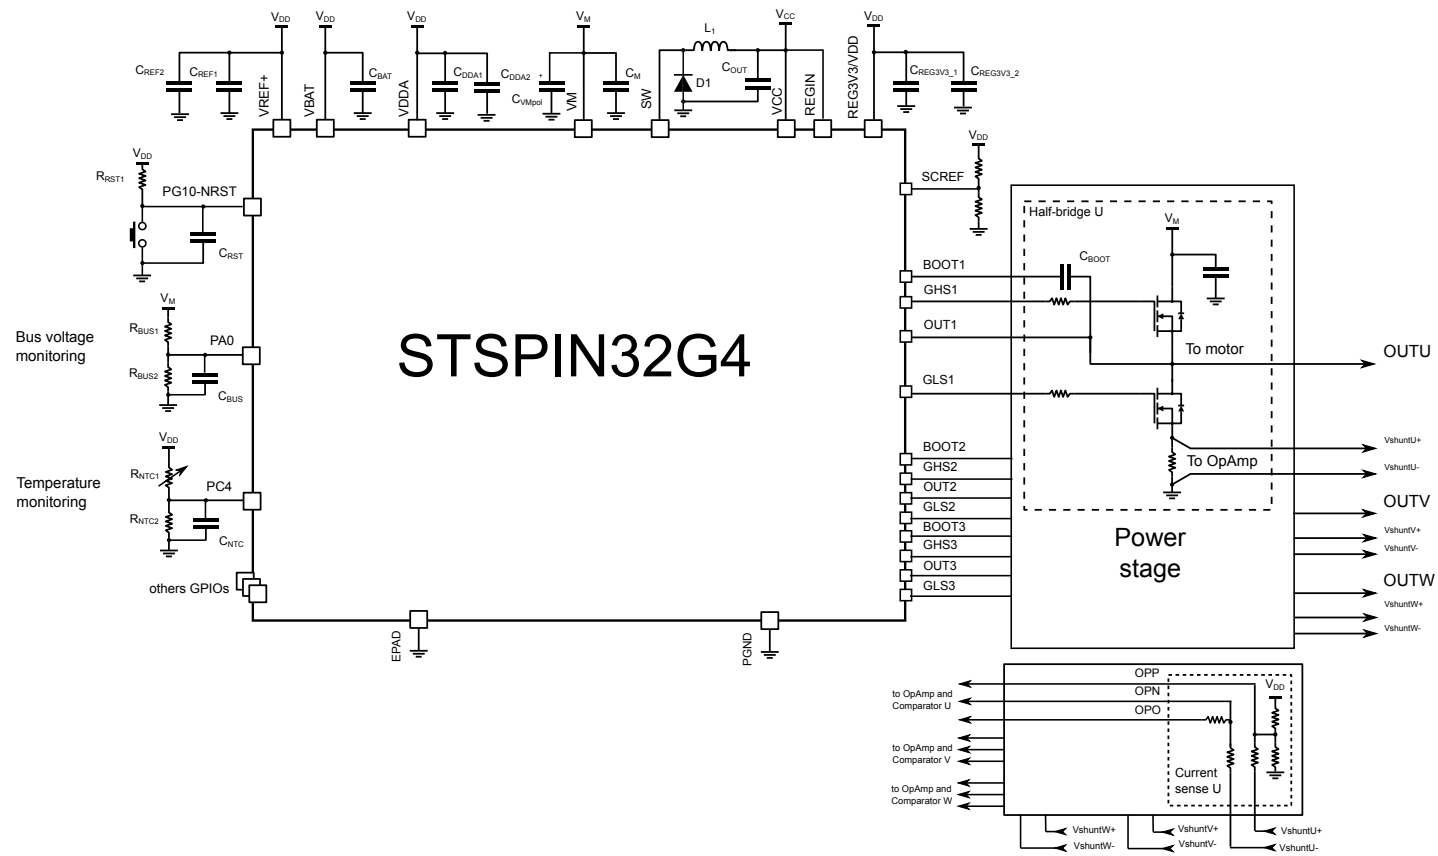 VDD
VDD
VDD
VM
VCC
VDD
CREF2
CREF1
CBAT
CDDA1
CDDA2
+
CVMpol
CM
L1
D1
COUT
CREG3V3_1
CREG3V3_2
VREF+
VBAT
VDDA
VM
SW
VCC
REGIN
REG3V3/VDD
VDD
RRST1
PG10-NRST
CRST
Bus voltage
monitoring
VM
RBUS1
PA0
RBUS2
CBUS
Temperature
monitoring
VDD
RNTC1
PC4
RNTC2
CNTC
others GPIOs
EPAD
PGND
STSPIN32G4
VDD
SCREF
BOOT1
GHS1
OUT1
GLS1
BOOT2
GHS2
OUT2
GLS2
BOOT3
GHS3
OUT3
GLS3
Half-bridge U
VM
CBOOT
To motor
To OpAmp
Power
stage
OUTU
VshuntU+
VshuntU-
OUTV
VshuntV+
VshuntV-
OUTW
VshuntW+
VshuntW-
to OpAmp and
Comparator U
to OpAmp and
Comparator V
to OpAmp and
Comparator W
OPP
OPN
OPO
VDD
Current
sense U
VshuntW+
VshuntW-
VshuntV+
VshuntV-
VshuntU+
VshuntU-